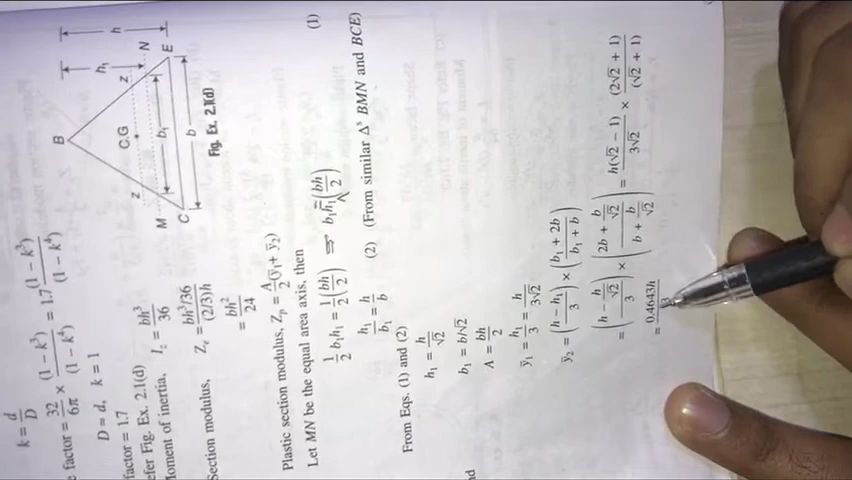 k = d/D
e factor = 32/6π × (1 − k³)/(1 − k⁴) = 1.7 (1 − k³)/(1 − k⁴)
D = d, k = 1
factor = 1.7
efer Fig. Ex. 2.1(d)
Moment of inertia, I_z = bh³/36
Section modulus, Z_e = (bh³/36)/((2/3)h)
= bh²/24
B
C.G
z
z
h₁
h
M
N
C
E
b₁
b
Fig. Ex. 2.1(d)
Plastic section modulus, Z_p = A/2 (ȳ₁ + ȳ₂)
Let MN be the equal area axis, then
1/2 b₁h₁ = 1/2 (bh/2) ⇒ b₁h₁ = (bh/2) (1)
h₁/b₁ = h/b (2) (From similar Δˢ BMN and BCE)
From Eqs. (1) and (2)
h₁ = h/√2
b₁ = b/√2
A = bh/2
ȳ₁ = h₁/3 = h/3√2
ȳ₂ = ((h − h₁)/3) × ((b₁ + 2b)/(b₁ + b))
= ((h − h/√2)/3) × ((2b + b/√2)/(b + b/√2)) = h(√2 − 1)/3√2 × (2√2 + 1)/(√2 + 1)
= 0.4643h/3
nd